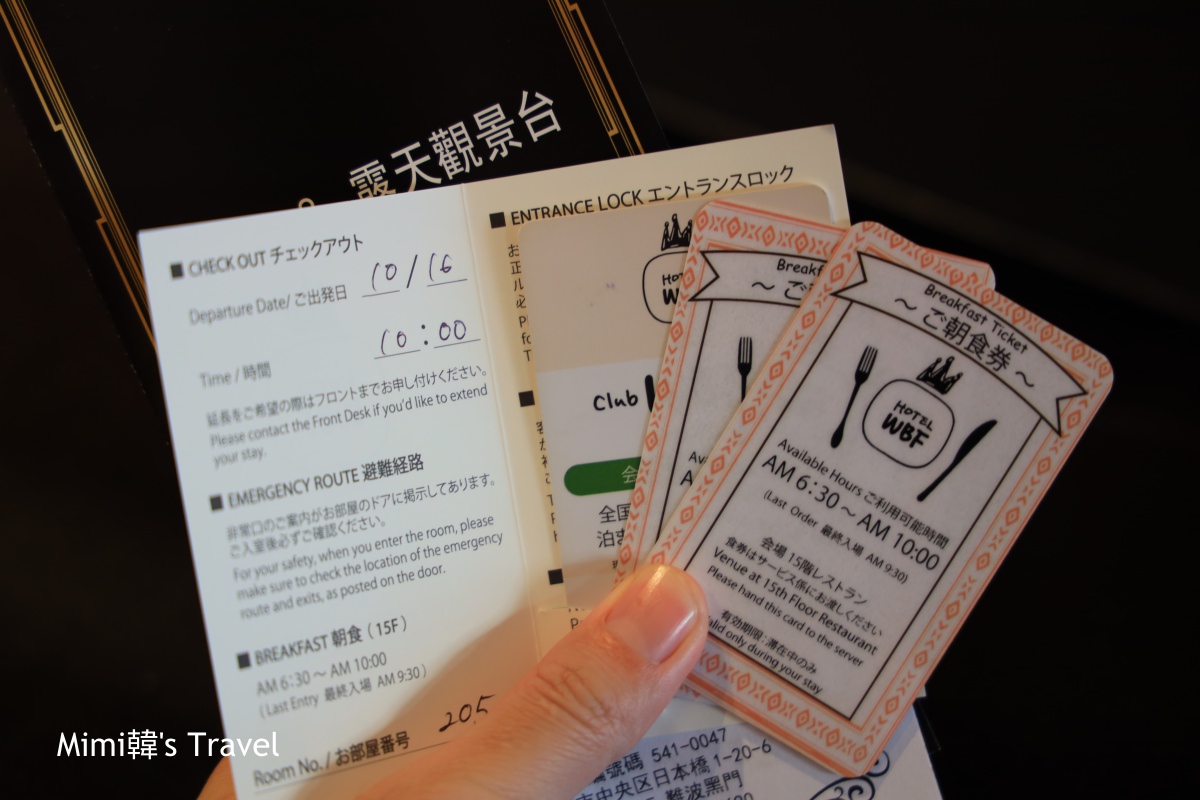 露天觀景台
■ CHECK OUT チェックアウト
Departure Date/ ご出発日 10/16
10:00
Time / 時間
延長をご希望の際はフロントまでお申し付けください。
Please contact the Front Desk if you'd like to extend
your stay.
■ EMERGENCY ROUTE 避難経路
非常口のご案内がお部屋のドアに掲示してあります。
ご入室後必ずご確認ください。
For your safety, when you enter the room, please
make sure to check the location of the emergency
route and exits, as posted on the door.
■ BREAKFAST 朝食 ( 15F )
AM 6:30 ~ AM 10:00
( Last Entry 最終入場 AM 9:30 )
Room No. / お部屋番号 205
■ ENTRANCE LOCK エントランスロック
Club
全国
Breakf
~ ご
Breakfast Ticket
~ ご朝食券 ~
HOTEL
WBF
Available Hours ご利用可能時間
AM 6:30 ~ AM 10:00
(Last Order 最終入場 AM 9:30)
会場 15階レストラン
食券はサービス係にお渡しください
Venue at 15th Floor Restaurant
Please hand this card to the server
有効期限:滞在中のみ
alid only during your stay
號碼 541-0047
市中央区日本橋 1-20-6
難波黑門
Mimi韓's Travel